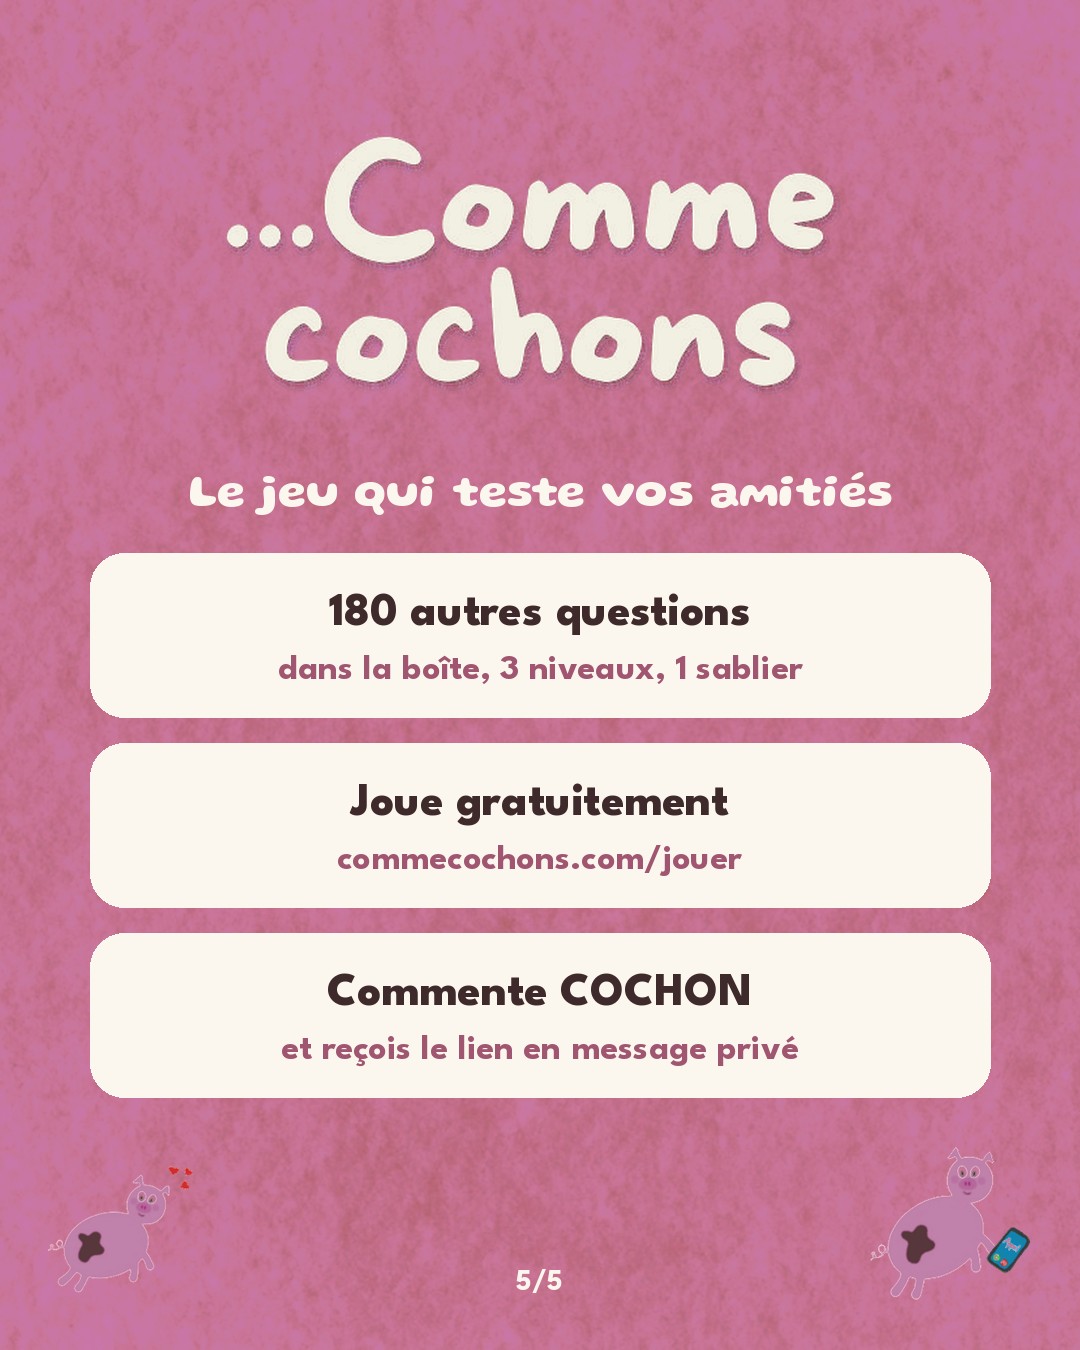 ...Comme
cochons
Le jeu qui teste vos amitiés
180 autres questions
dans la boîte, 3 niveaux, 1 sablier
Joue gratuitement
commecochons.com/jouer
Commente COCHON
et reçois le lien en message privé
5/5